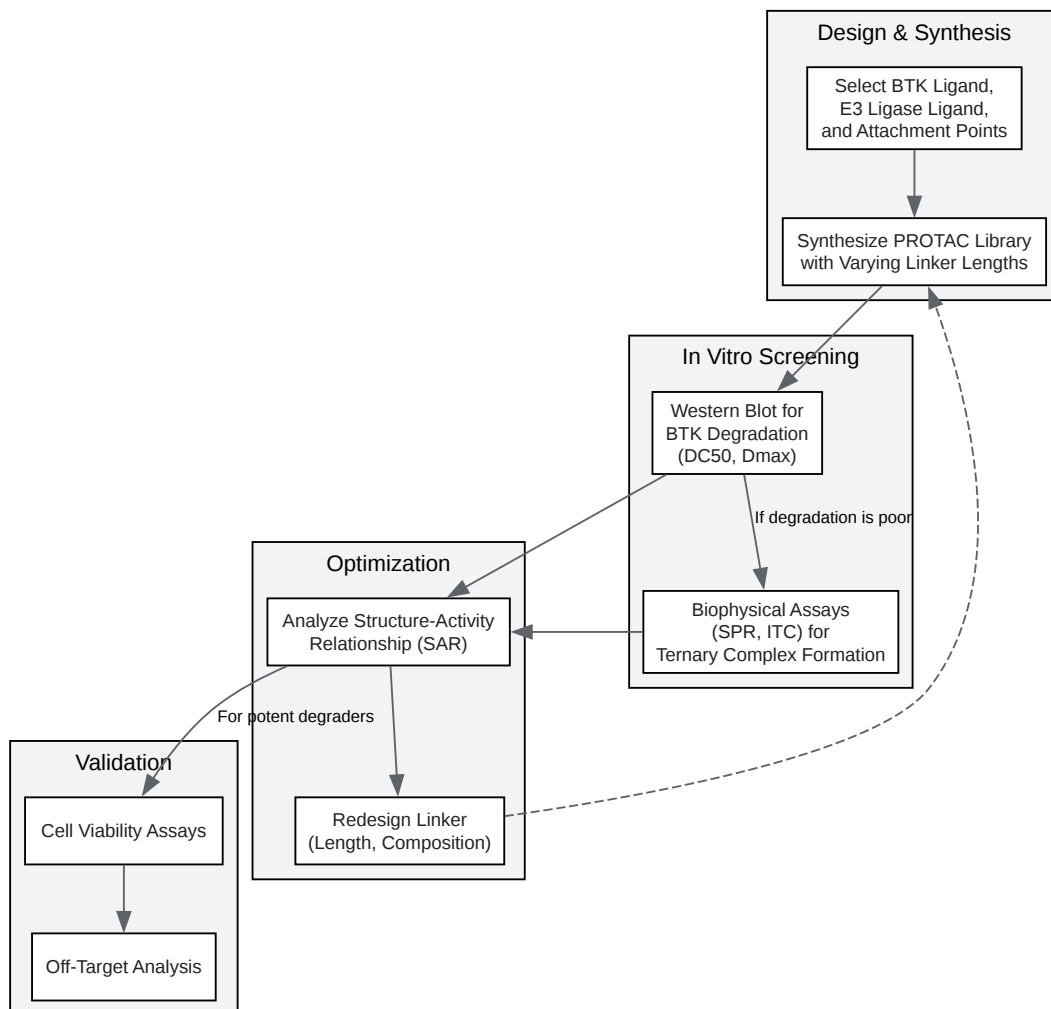 Design & Synthesis
Select BTK Ligand,
E3 Ligase Ligand,
and Attachment Points
Synthesize PROTAC Library
with Varying Linker Lengths
In Vitro Screening
Western Blot for
BTK Degradation
(DC50, Dmax)
If degradation is poor
Biophysical Assays
(SPR, ITC) for
Ternary Complex Formation
Optimization
Analyze Structure-Activity
Relationship (SAR)
For potent degraders
Redesign Linker
(Length, Composition)
Validation
Cell Viability Assays
Off-Target Analysis